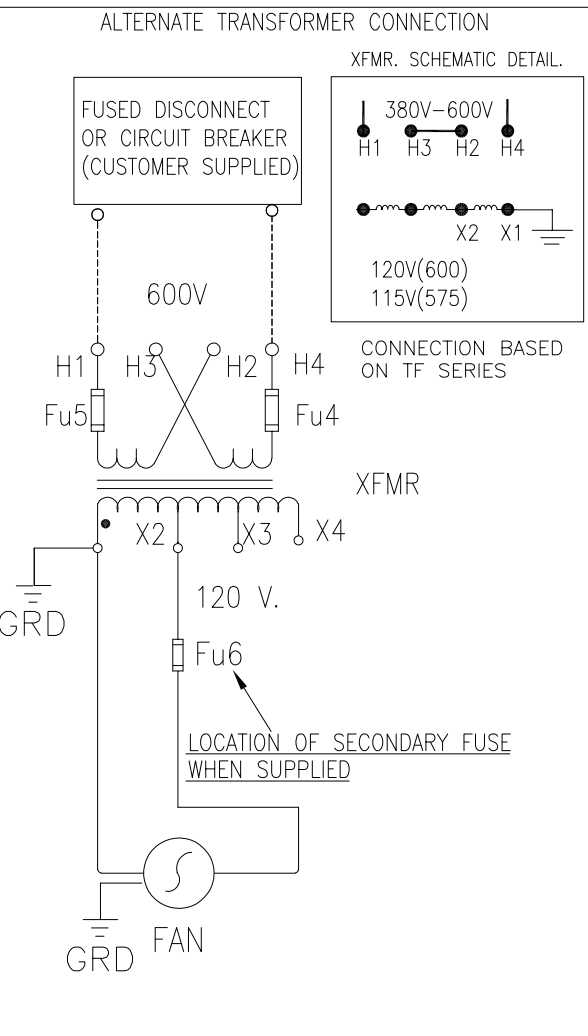 ALTERNATE TRANSFORMER CONNECTION
XFMR. SCHEMATIC DETAIL.
FUSED DISCONNECT
OR CIRCUIT BREAKER
(CUSTOMER SUPPLIED)
380V-600V
H1 H3 H2 H4
X2 X1
120V(600)
115V(575)
CONNECTION BASED
ON TF SERIES
600V
H1 H3 H2 H4
Fu5 Fu4
XFMR
X2 X3 X4
GRD
120 V.
Fu6
LOCATION OF SECONDARY FUSE
WHEN SUPPLIED
FAN
GRD